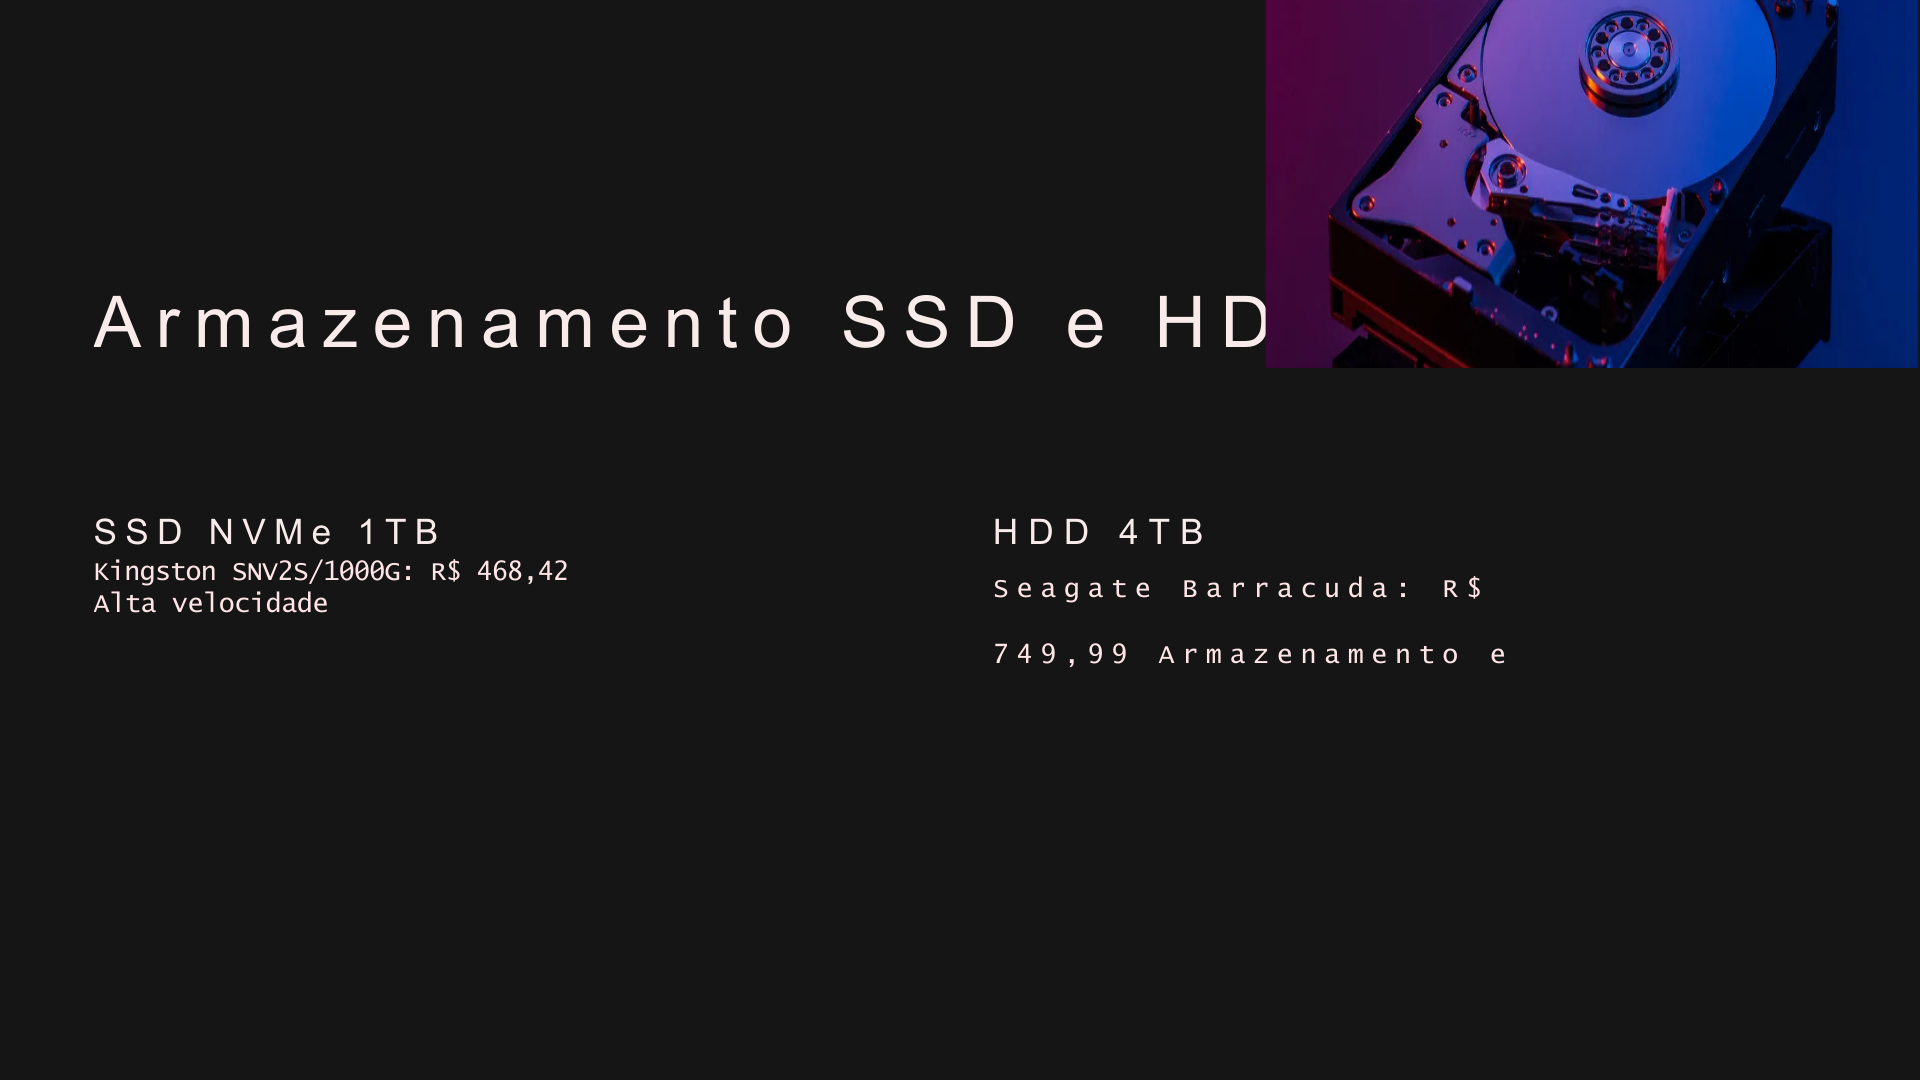 Armazenamento SSD e HD
SSD NVMe 1TB
Kingston SNV2S/1000G: R$ 468,42
Alta velocidade
HDD 4TB
Seagate Barracuda: R$
749,99 Armazenamento e